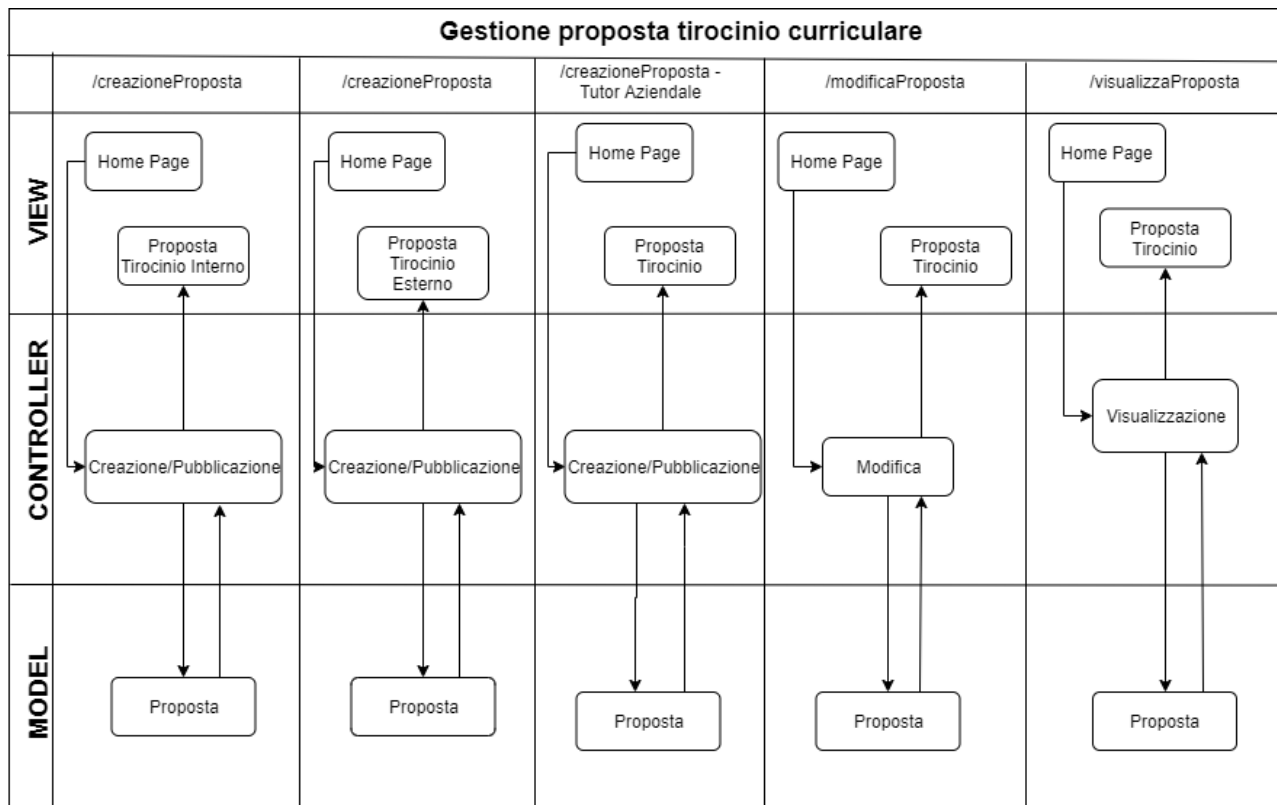 Gestione proposta tirocinio curriculare
/creazioneProposta
/creazioneProposta
/creazioneProposta -
Tutor Aziendale
/modificaProposta
/visualizzaProposta
VIEW
Home Page
Home Page
Home Page
Home Page
Home Page
Proposta
Tirocinio Interno
Proposta
Tirocinio
Esterno
Proposta
Tirocinio
Proposta
Tirocinio
Proposta
Tirocinio
CONTROLLER
Creazione/Pubblicazione
Creazione/Pubblicazione
Creazione/Pubblicazione
Modifica
Visualizzazione
MODEL
Proposta
Proposta
Proposta
Proposta
Proposta